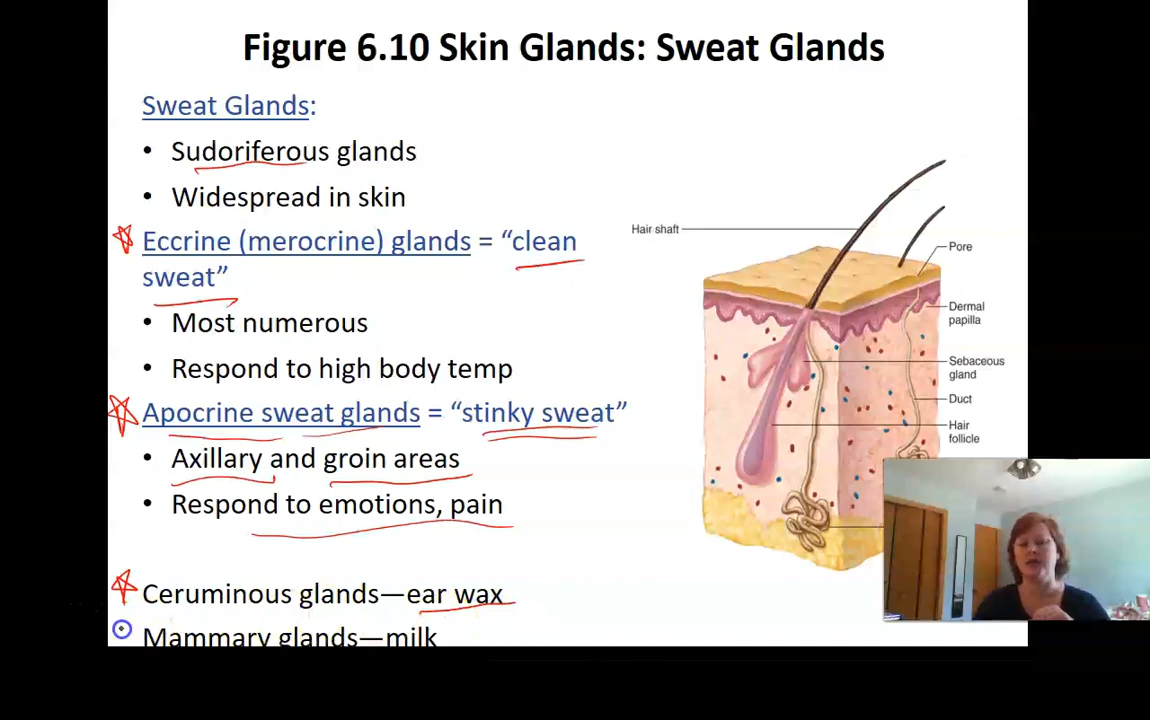 Figure 6.10 Skin Glands: Sweat Glands
Sweat Glands:
• Sudoriferous glands
• Widespread in skin
Eccrine (merocrine) glands = “clean
sweat”
• Most numerous
• Respond to high body temp
Apocrine sweat glands = “stinky sweat”
• Axillary and groin areas
• Respond to emotions, pain
Ceruminous glands—ear wax
Mammary glands—milk
Hair shaft
Pore
Dermal
papilla
Sebaceous
gland
Duct
Hair
follicle